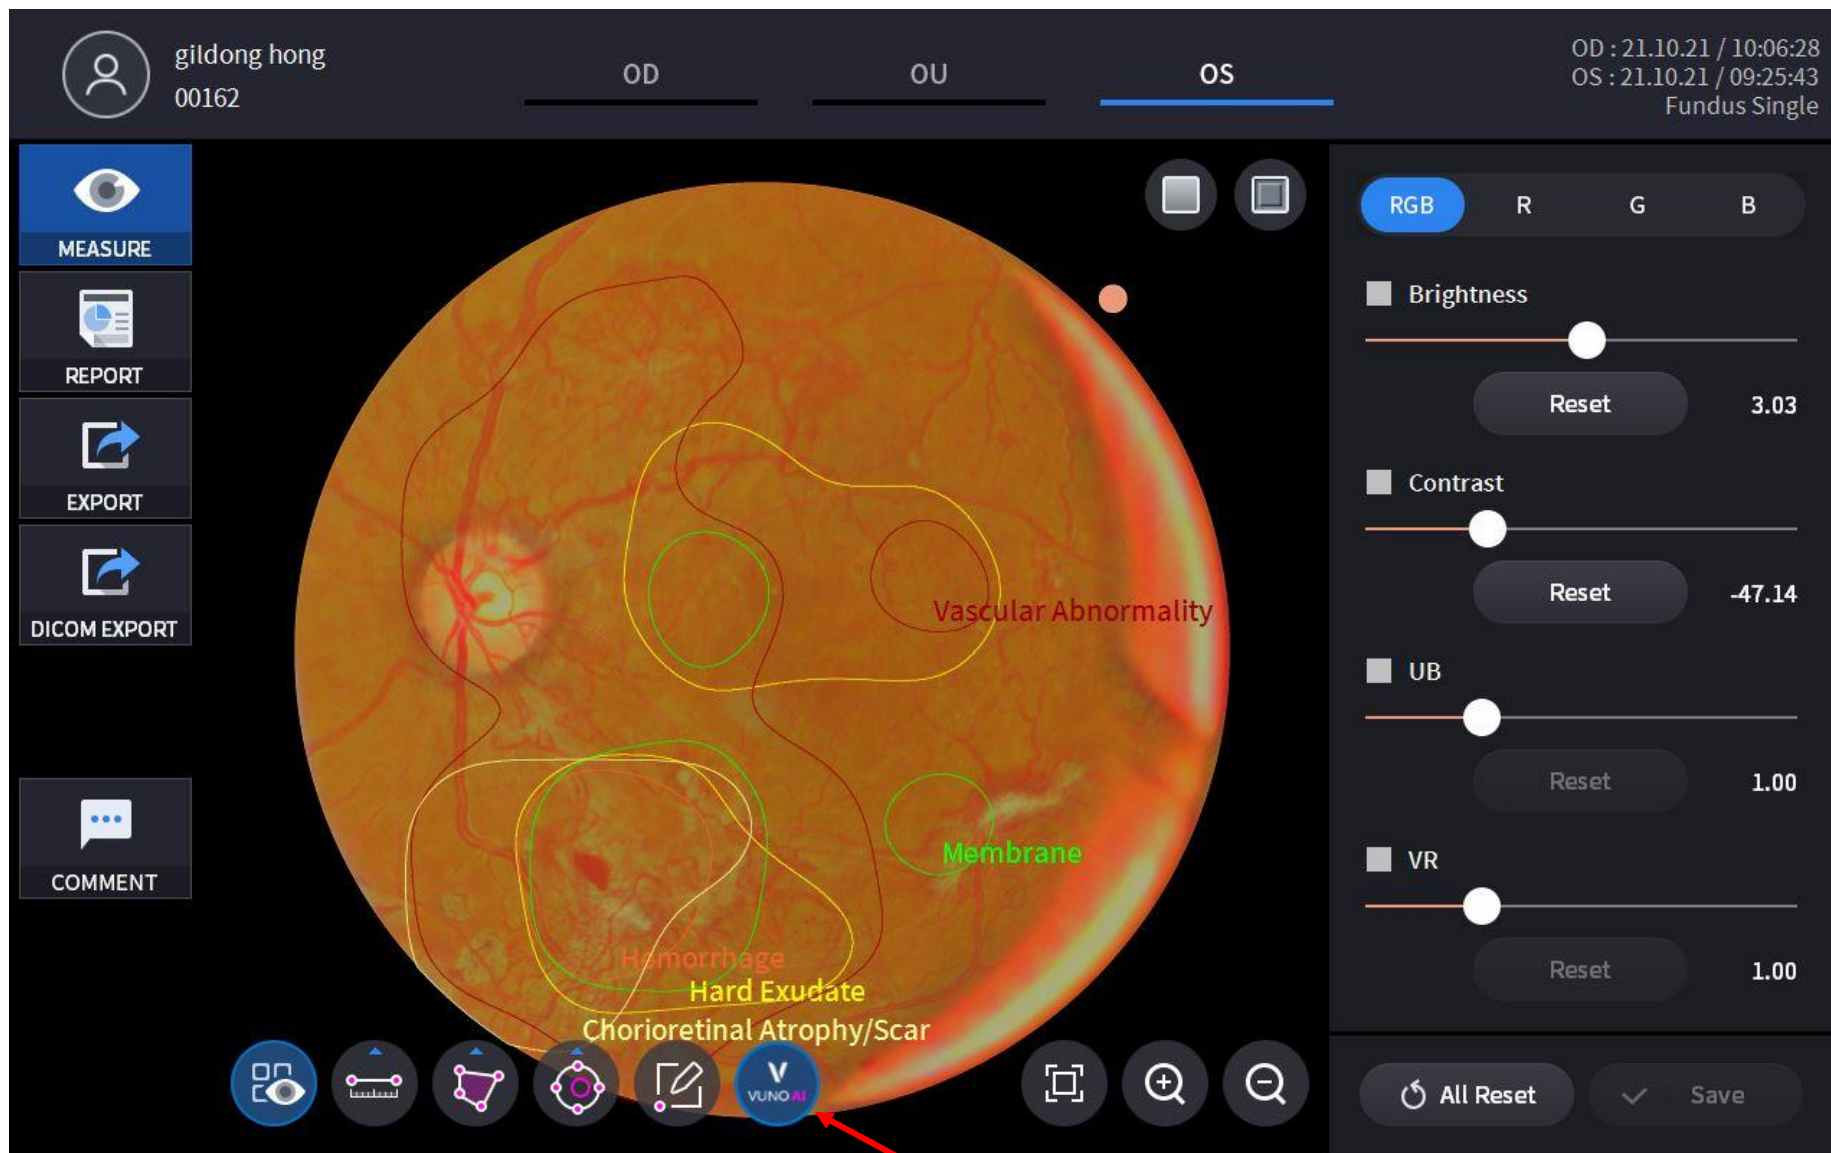 gildong hong
00162
OD
OU
OS
OD : 21.10.21 / 10:06:28
OS : 21.10.21 / 09:25:43
Fundus Single
MEASURE
REPORT
EXPORT
DICOM EXPORT
COMMENT
Vascular Abnormality
Membrane
Hemorrhage
Hard Exudate
Chorioretinal Atrophy/Scar
V
VUNO AI
RGB
R
G
B
Brightness
Reset
3.03
Contrast
Reset
-47.14
UB
Reset
1.00
VR
Reset
1.00
All Reset
Save